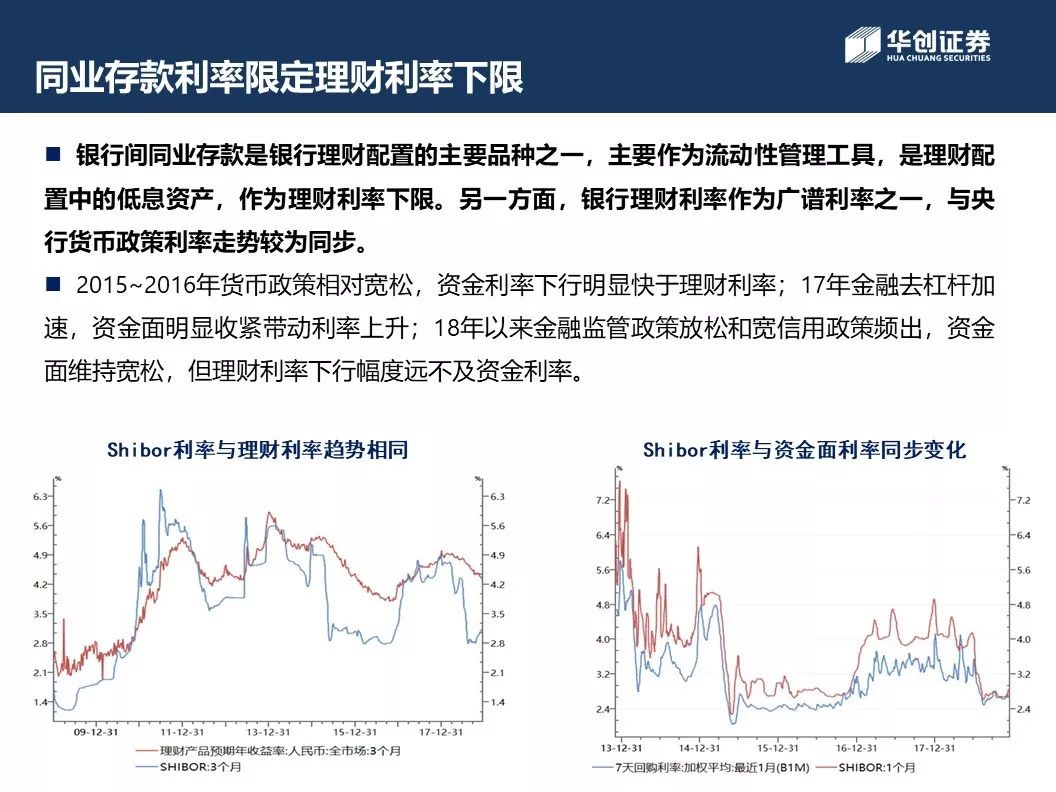 华创证券
HUA CHUANG SECURITIES
同业存款利率限定理财利率下限
■ 银行间同业存款是银行理财配置的主要品种之一，主要作为流动性管理工具，是理财配
置中的低息资产，作为理财利率下限。另一方面，银行理财利率作为广谱利率之一，与央
行货币政策利率走势较为同步。
■ 2015~2016年货币政策相对宽松，资金利率下行明显快于理财利率；17年金融去杠杆加
速，资金面明显收紧带动利率上升；18年以来金融监管政策放松和宽信用政策频出，资金
面维持宽松，但理财利率下行幅度远不及资金利率。
Shibor利率与理财利率趋势相同
% %
6.3 6.3
5.6 5.6
4.9 4.9
4.2 4.2
3.5 3.5
2.8 2.8
2.1 2.1
1.4 1.4
09-12-31 11-12-31 13-12-31 15-12-31 17-12-31
理财产品预期年收益率:人民币:全市场:3个月
SHIBOR:3个月
Shibor利率与资金面利率同步变化
% %
7.2 7.2
6.4 6.4
5.6 5.6
4.8 4.8
4.0 4.0
3.2 3.2
2.4 2.4
13-12-31 14-12-31 15-12-31 16-12-31 17-12-31
7天回购利率:加权平均:最近1月(B1M) SHIBOR:1个月